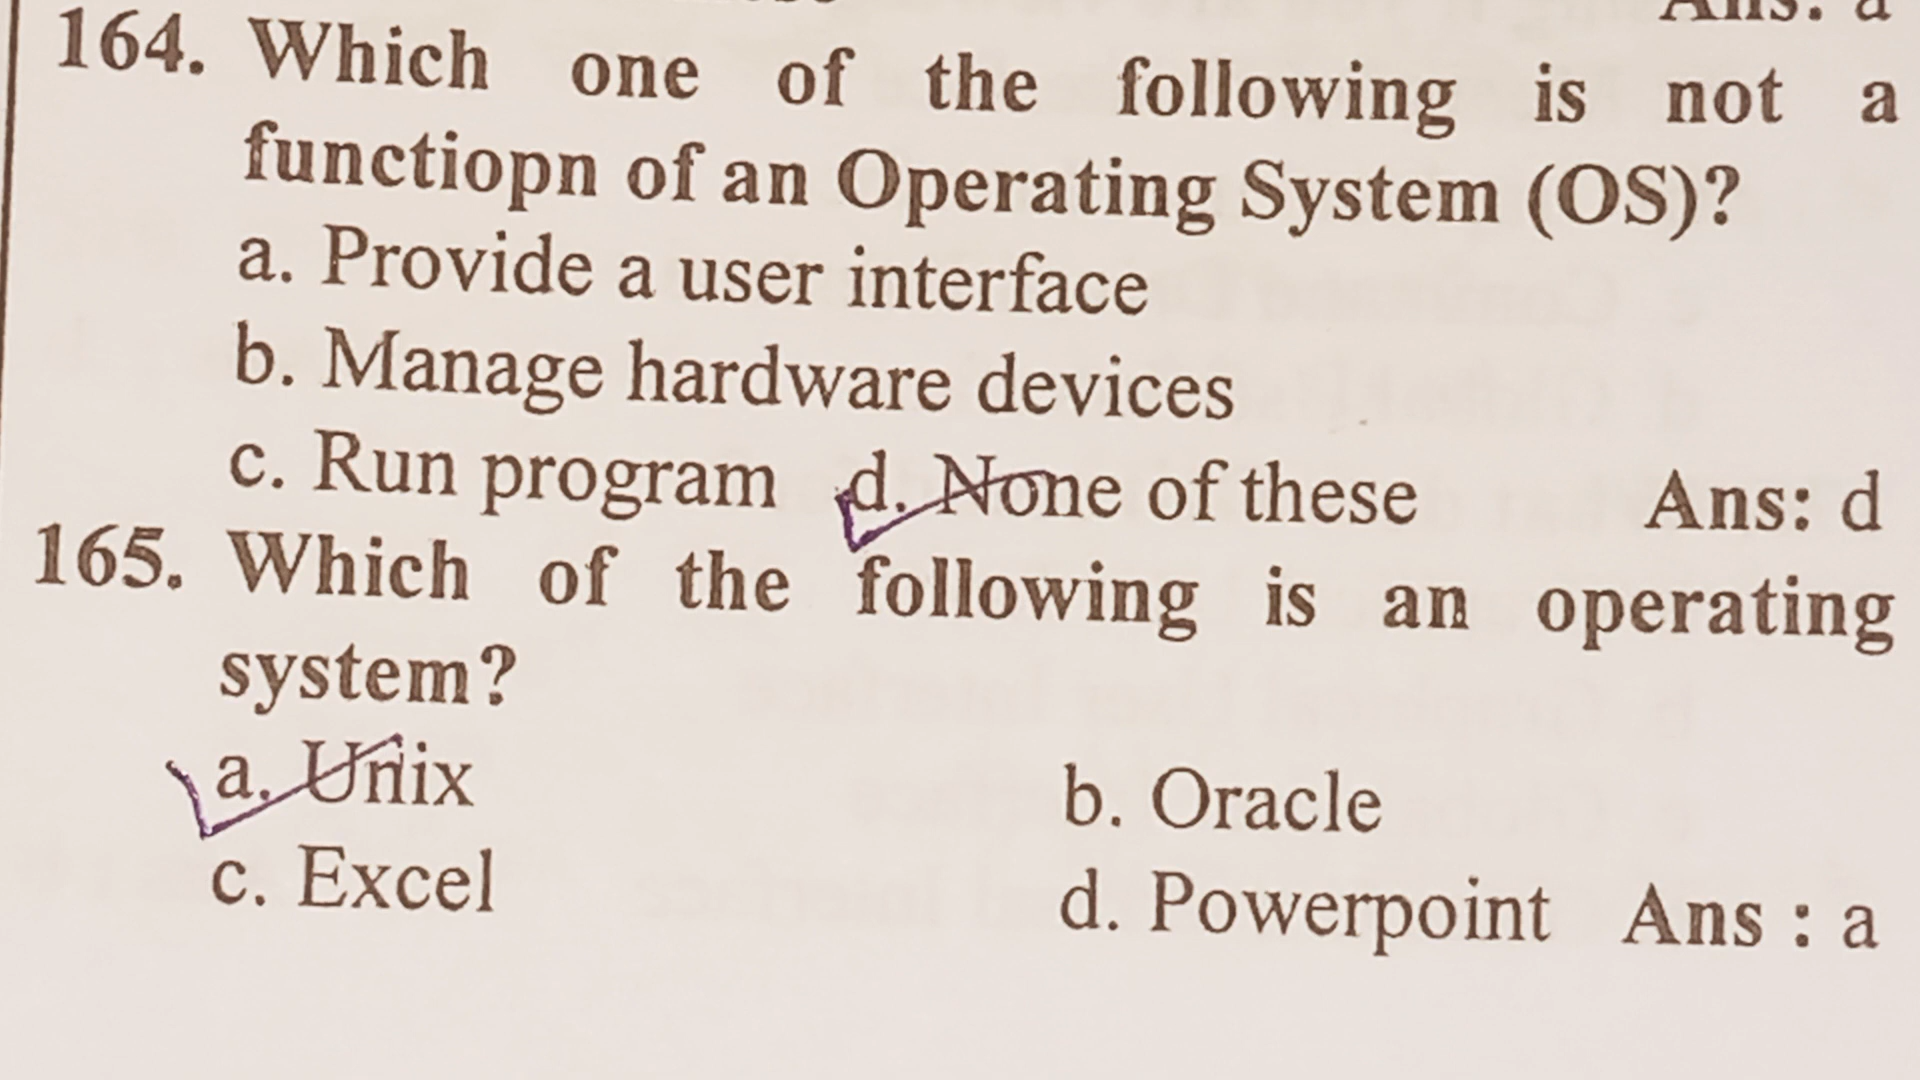 Ans: a
164. Which one of the following is not a
functiopn of an Operating System (OS)?
a. Provide a user interface
b. Manage hardware devices
c. Run program d. None of these Ans: d
165. Which of the following is an operating
system?
a. Unix b. Oracle
c. Excel d. Powerpoint Ans : a